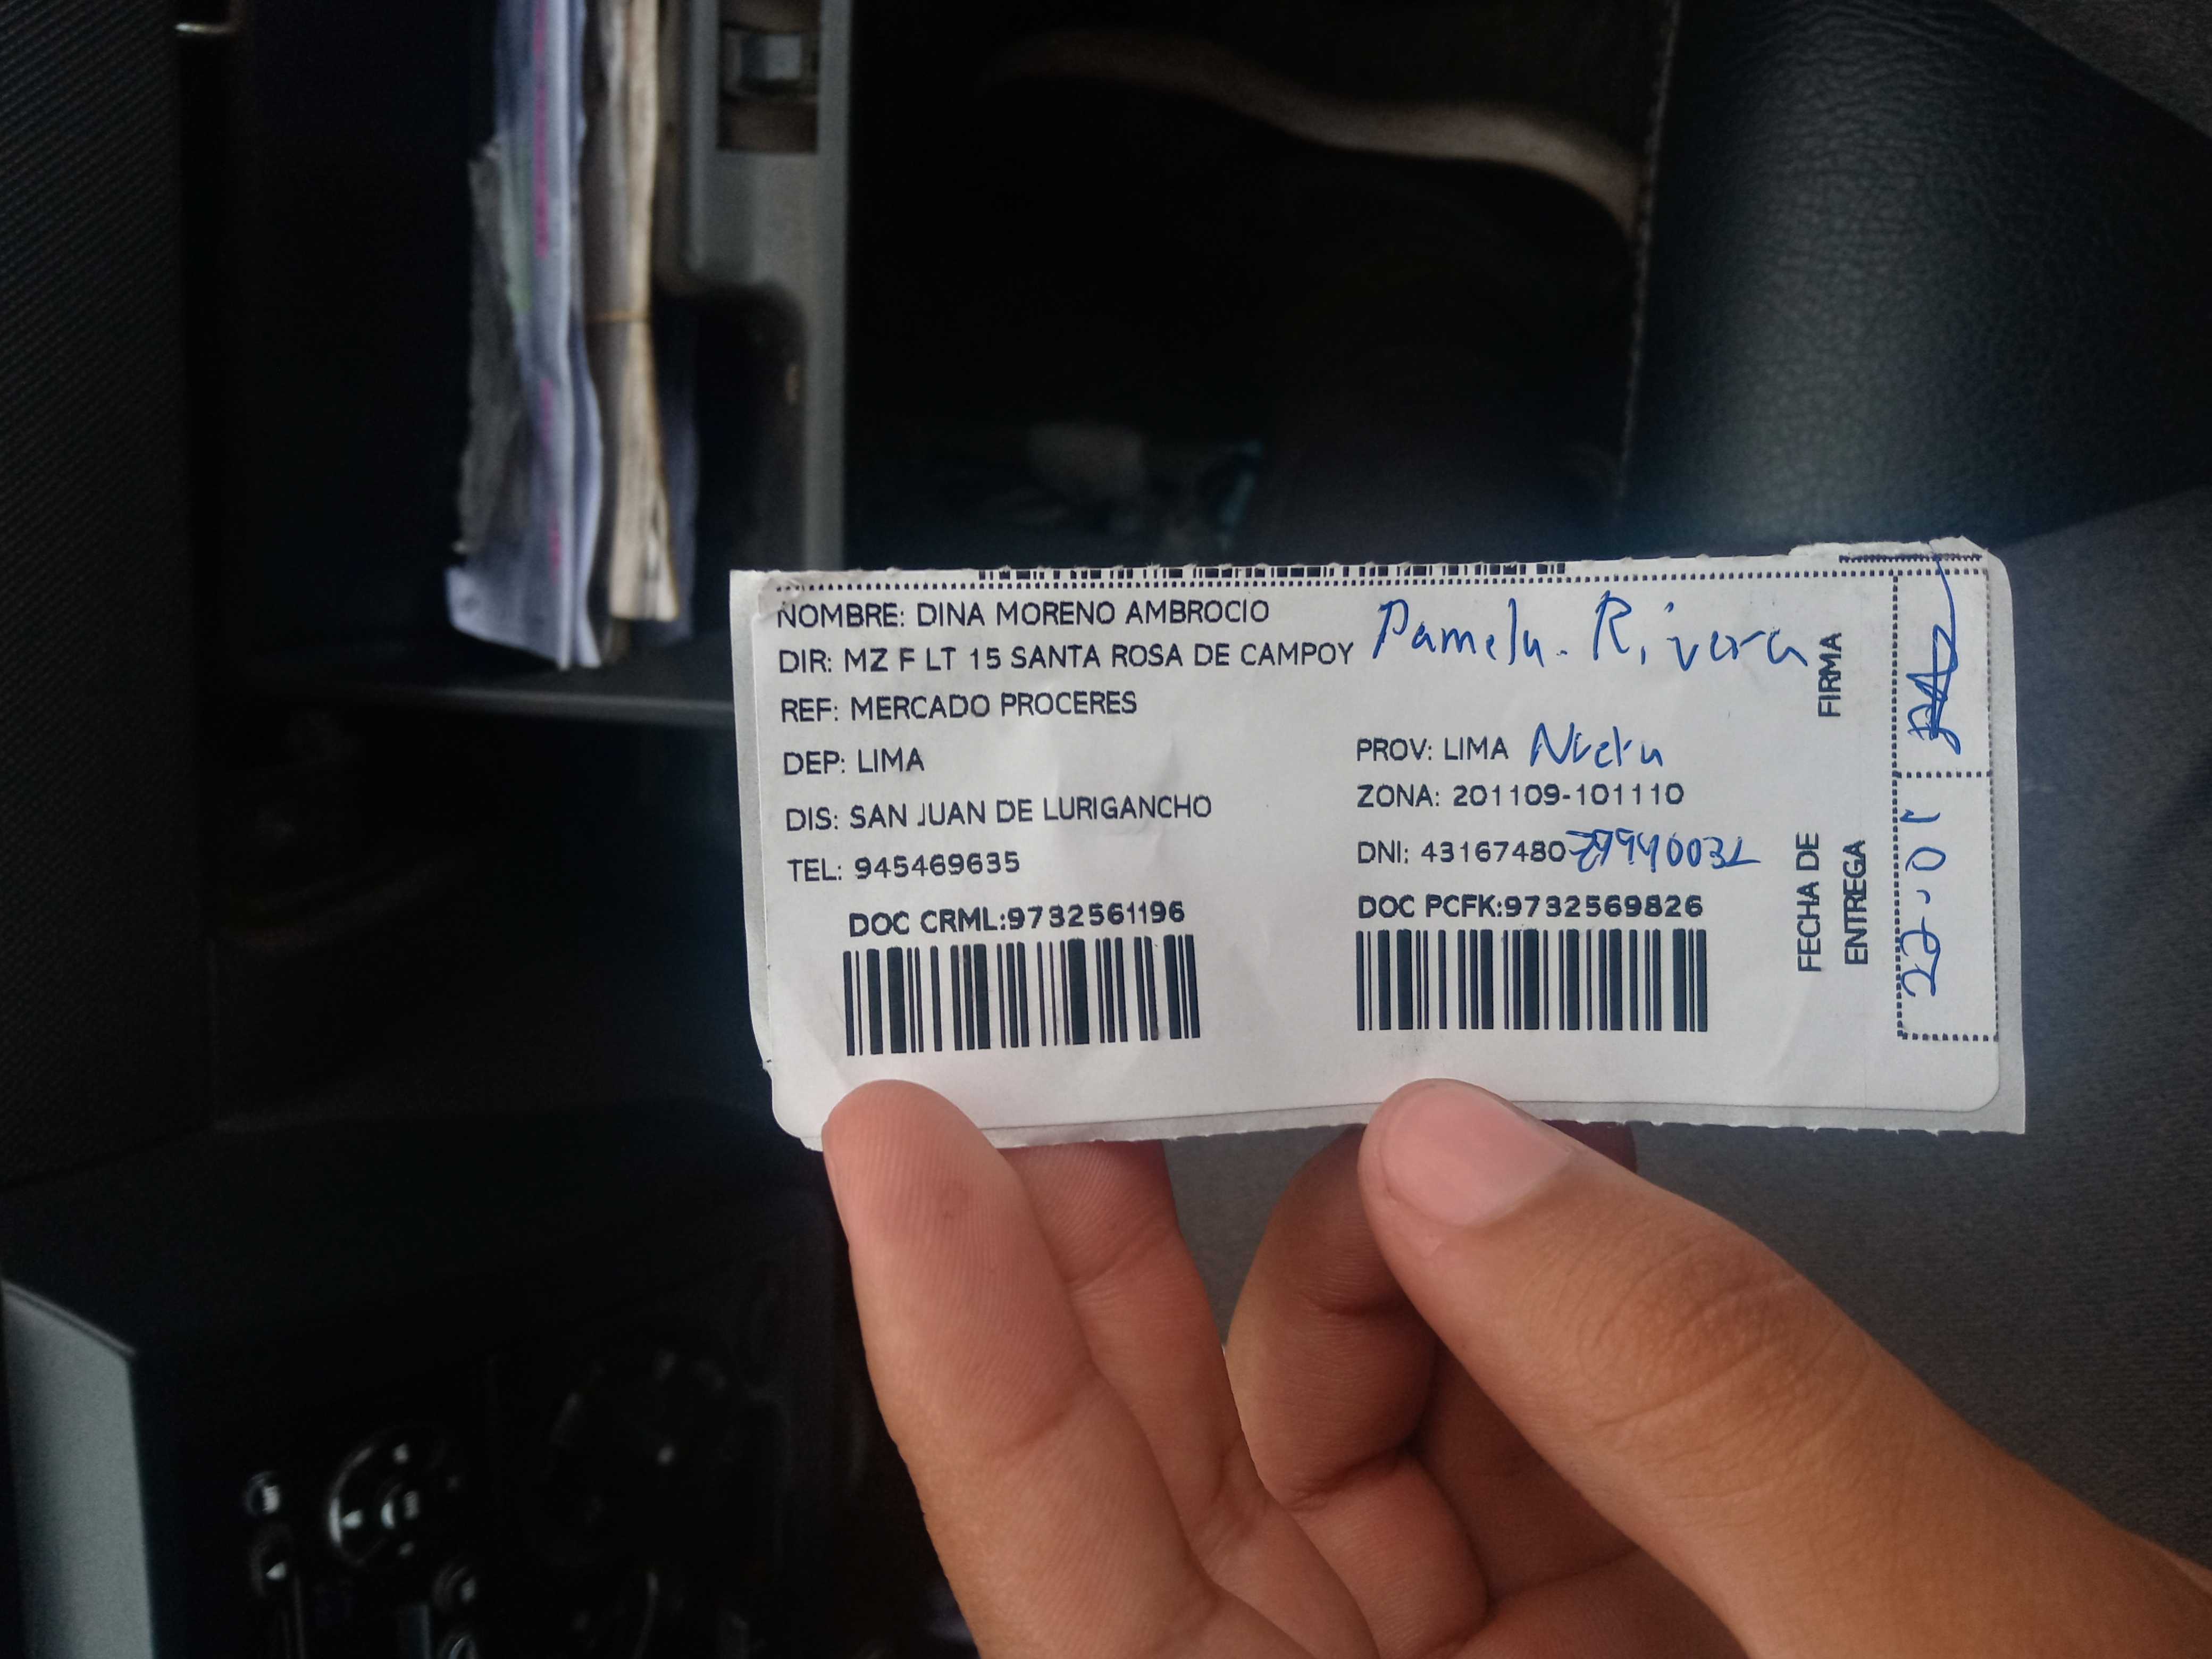 NOMBRE: DINA MORENO AMBROCIO
DIR: MZ F LT 15 SANTA ROSA DE CAMPOY
Pamela. Rivera
REF: MERCADO PROCERES
DEP: LIMA
PROV: LIMA Nieta
DIS: SAN JUAN DE LURIGANCHO
ZONA: 201109-101110
TEL: 945469635
DNI: 43167480
DOC CRML:9732561196
DOC PCFK:9732569826
FIRMA
FECHA DE
ENTREGA